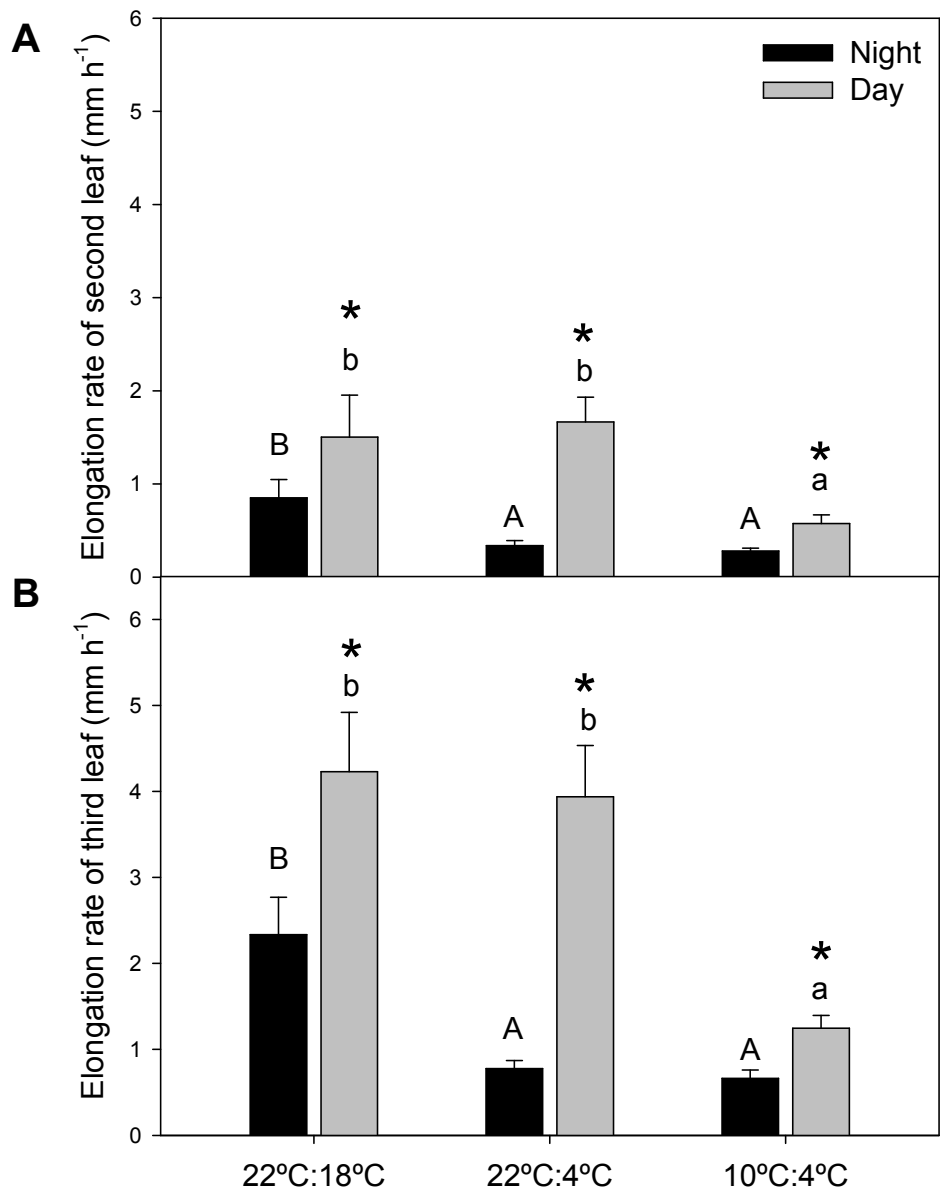 A
Elongation rate of second leaf (mm h⁻¹)
6
5
4
3
2
1
0
Night
Day
B
*
b
A
*
b
A
*
a
B
Elongation rate of third leaf (mm h⁻¹)
6
5
4
3
2
1
0
B
*
b
A
*
b
A
*
a
22ºC:18ºC
22ºC:4ºC
10ºC:4ºC